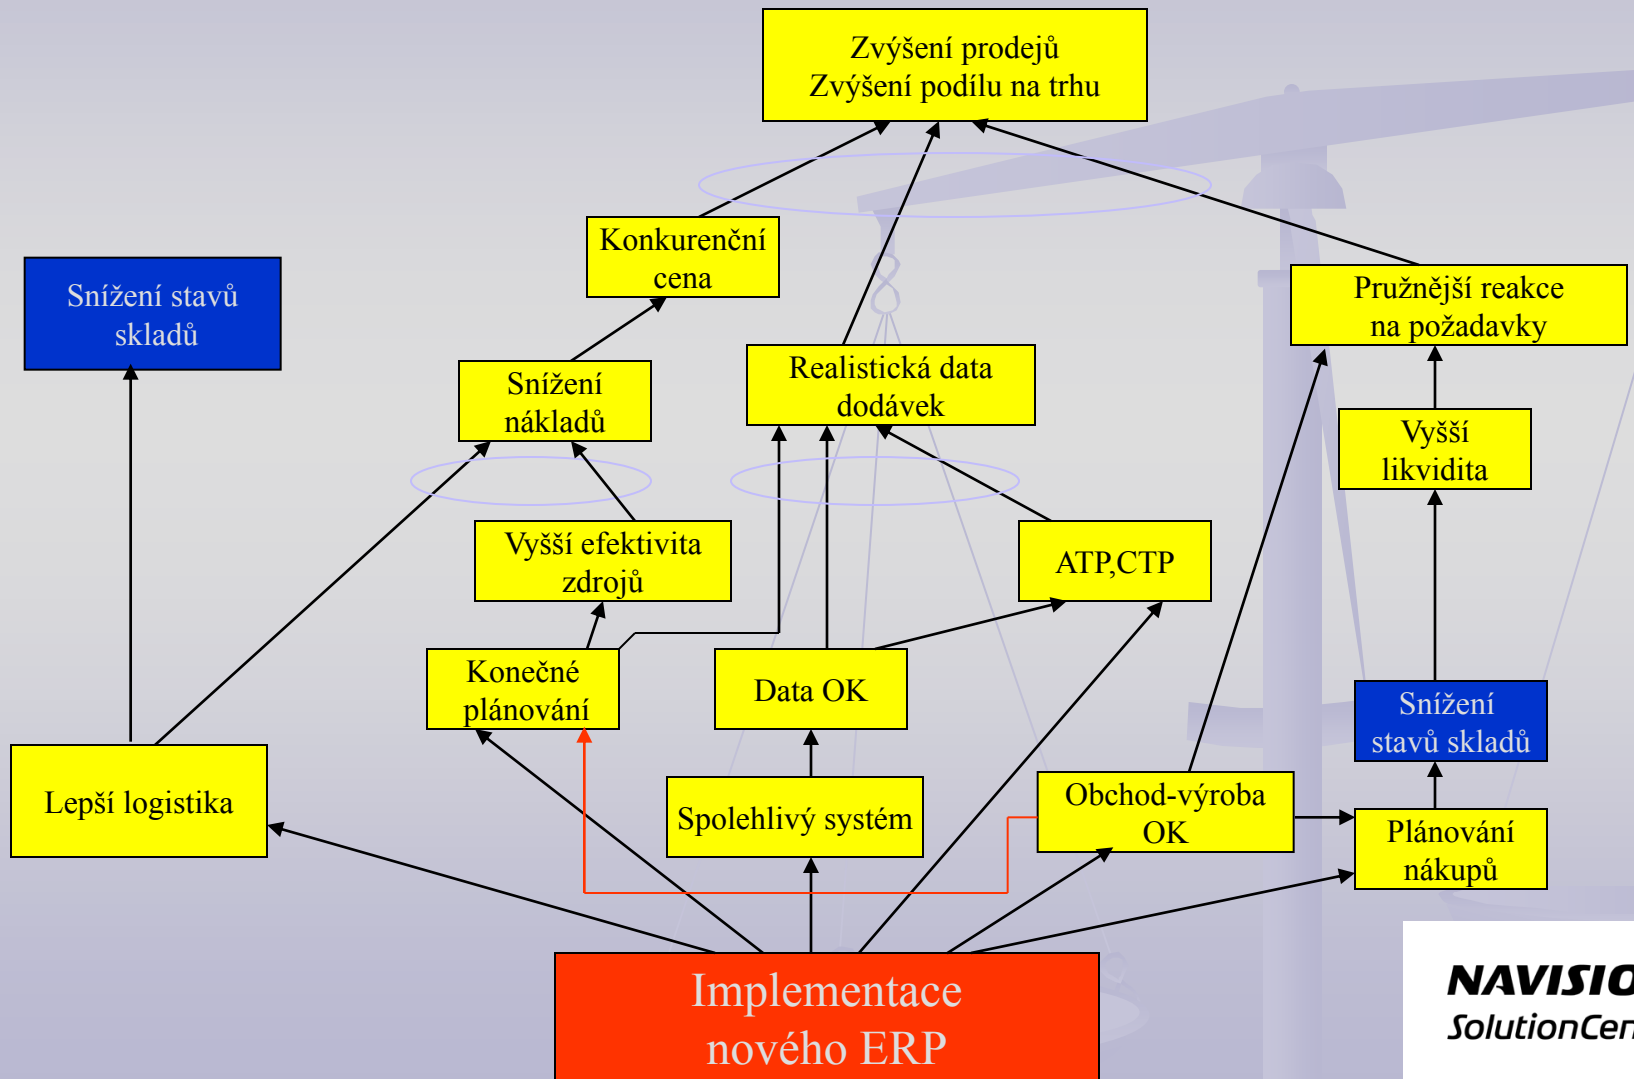 Zvýšení prodejů
Zvýšení podílu na trhu
Konkurenční
cena
Snížení stavů
skladů
Pružnější reakce
na požadavky
Snížení
nákladů
Realistická data
dodávek
Vyšší
likvidita
Vyšší efektivita
zdrojů
ATP,CTP
Konečné
plánování
Data OK
Snížení
stavů skladů
Lepší logistika
Spolehlivý systém
Obchod-výroba
OK
Plánování
nákupů
Implementace
nového ERP
NAVISIO
SolutionCen